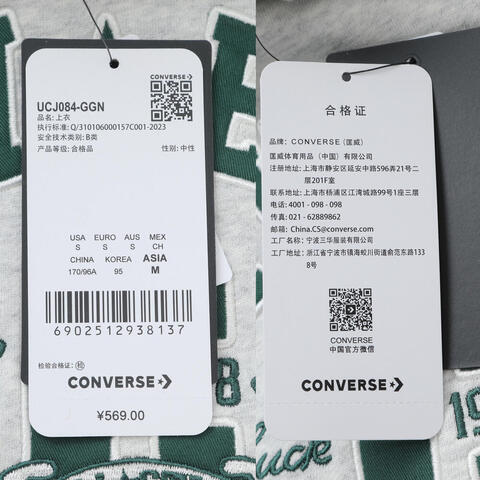 CONVERSE
UCJ084-GGN
品名:上衣
执行标准:Q/310106000157C001-2023
安全技术类别:B类
产品等级:合格品 性别:中性
USA EURO AUS MEX
S S S CH
CHINA KOREA ASIA
170/96A 95 M
6902512938137
检验合格证: 检
CONVERSE
¥569.00
合格证
品牌: CONVERSE (匡威)
匡威体育用品（中国）有限公司
注册地址: 上海市静安区延安中路596弄21号二
层201F室
联系地址: 上海市杨浦区江湾城路99号1座三层
电话: 4001-098-098
传真: 021-62889862
邮箱: China.CS@converse.com
工厂名称: 宁波三华服装有限公司
工厂地址: 浙江省宁波市镇海蛟川街道俞范东路133
8号
CONVERSE
中国官方微信
CONVERSE
8
19
uck